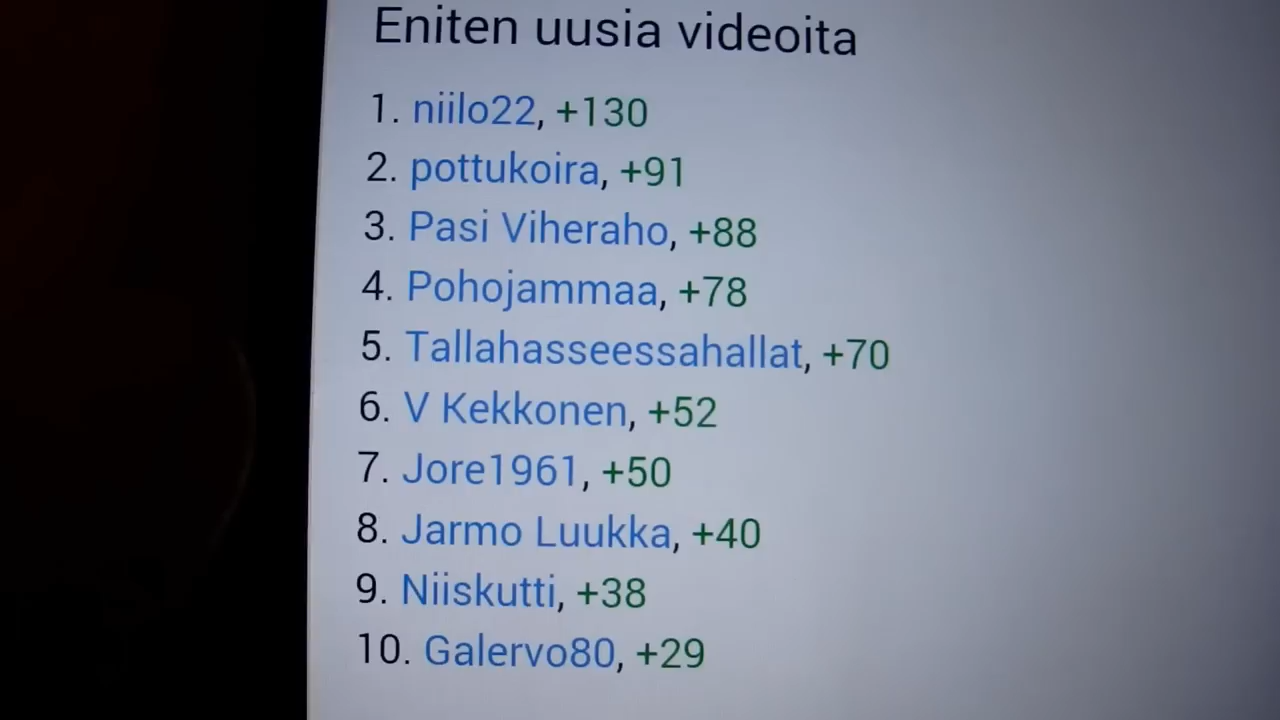 Eniten uusia videoita
1. niilo22, +130
2. pottukoira, +91
3. Pasi Viheraho, +88
4. Pohojammaa, +78
5. Tallahasseessahallat, +70
6. V Kekkonen, +52
7. Jore1961, +50
8. Jarmo Luukka, +40
9. Niiskutti, +38
10. Galervo80, +29